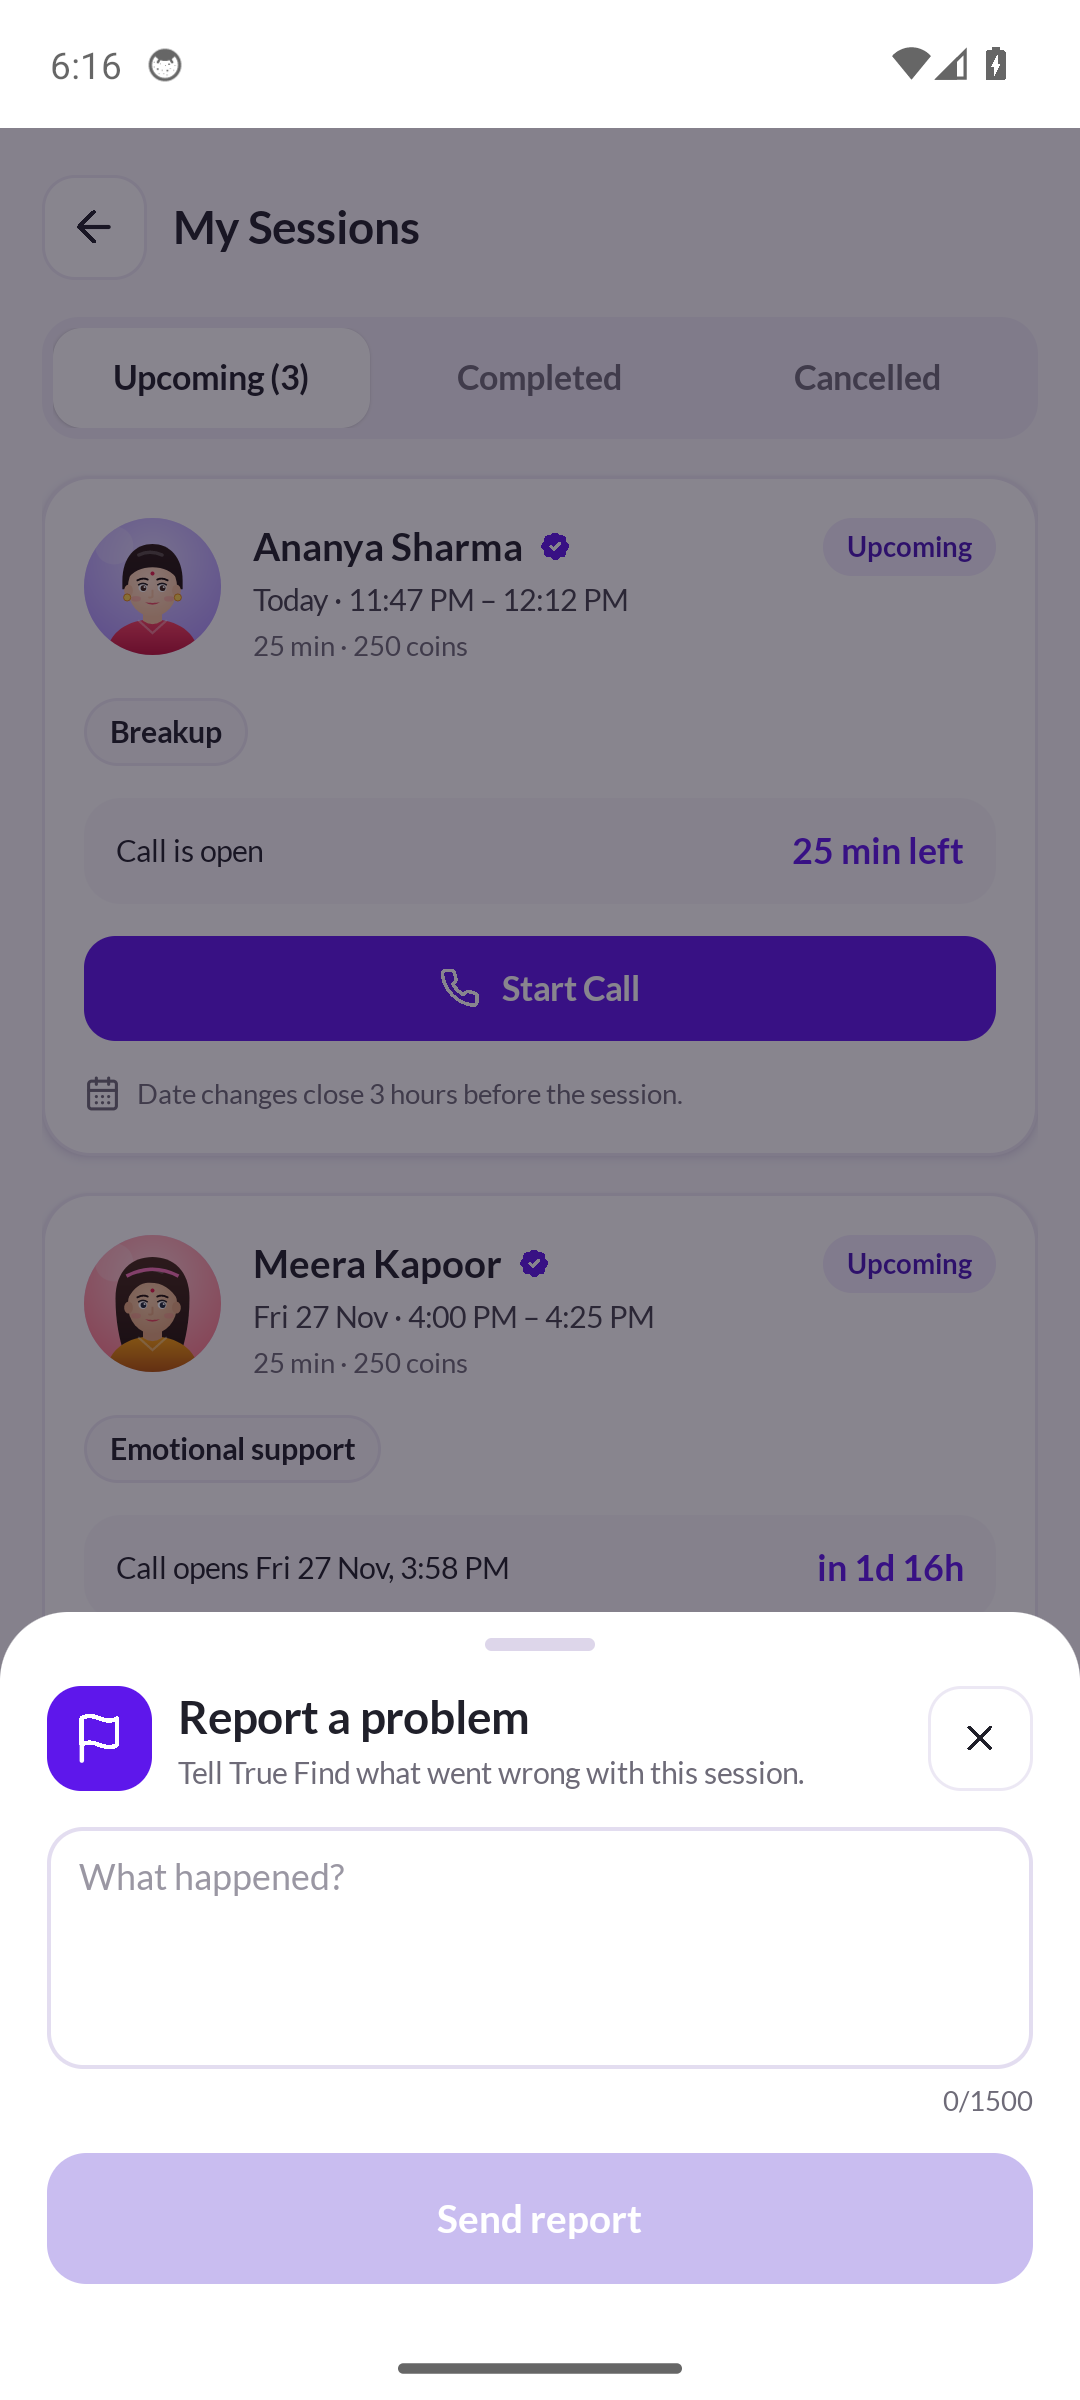 6:16
My Sessions
Upcoming (3)
Completed
Cancelled
Ananya Sharma
Upcoming
Today · 11:47 PM – 12:12 PM
25 min · 250 coins
Breakup
Call is open
25 min left
Start Call
Date changes close 3 hours before the session.
Meera Kapoor
Upcoming
Fri 27 Nov · 4:00 PM – 4:25 PM
25 min · 250 coins
Emotional support
Call opens Fri 27 Nov, 3:58 PM
in 1d 16h
Report a problem
Tell True Find what went wrong with this session.
What happened?
0/1500
Send report